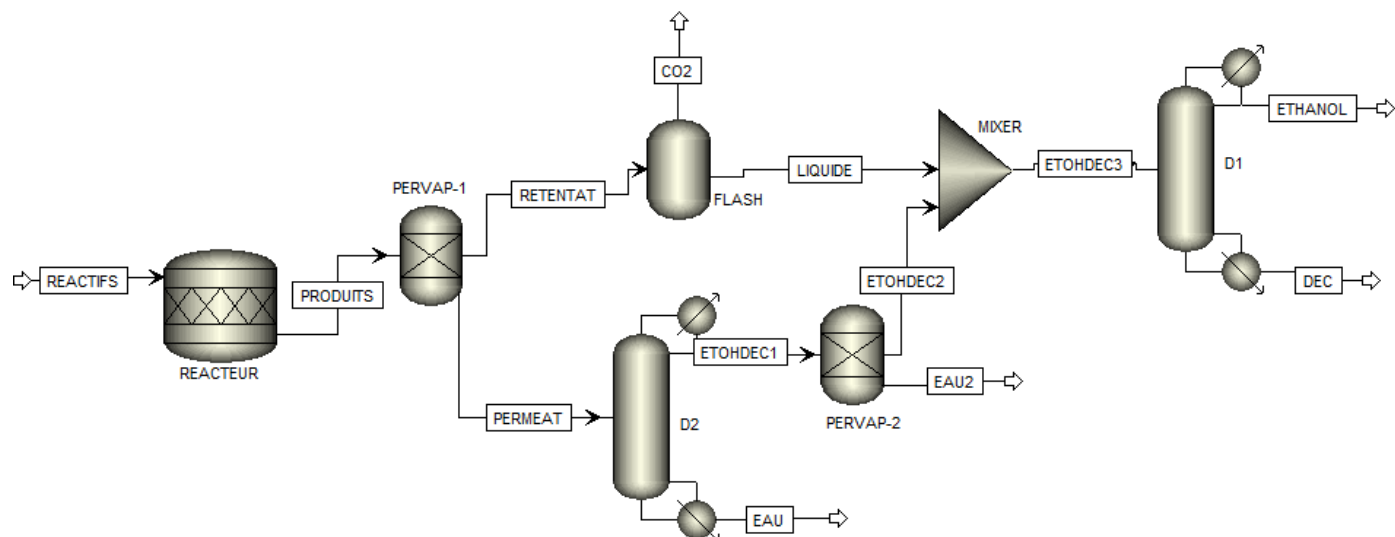 CO2
MIXER
ETHANOL
ETOHDEC3
D1
LIQUIDE
PERVAP-1
RETENTAT
FLASH
REACTIFS
PRODUITS
ETOHDEC2
DEC
ETOHDEC1
REACTEUR
EAU2
PERMEAT
D2
PERVAP-2
EAU